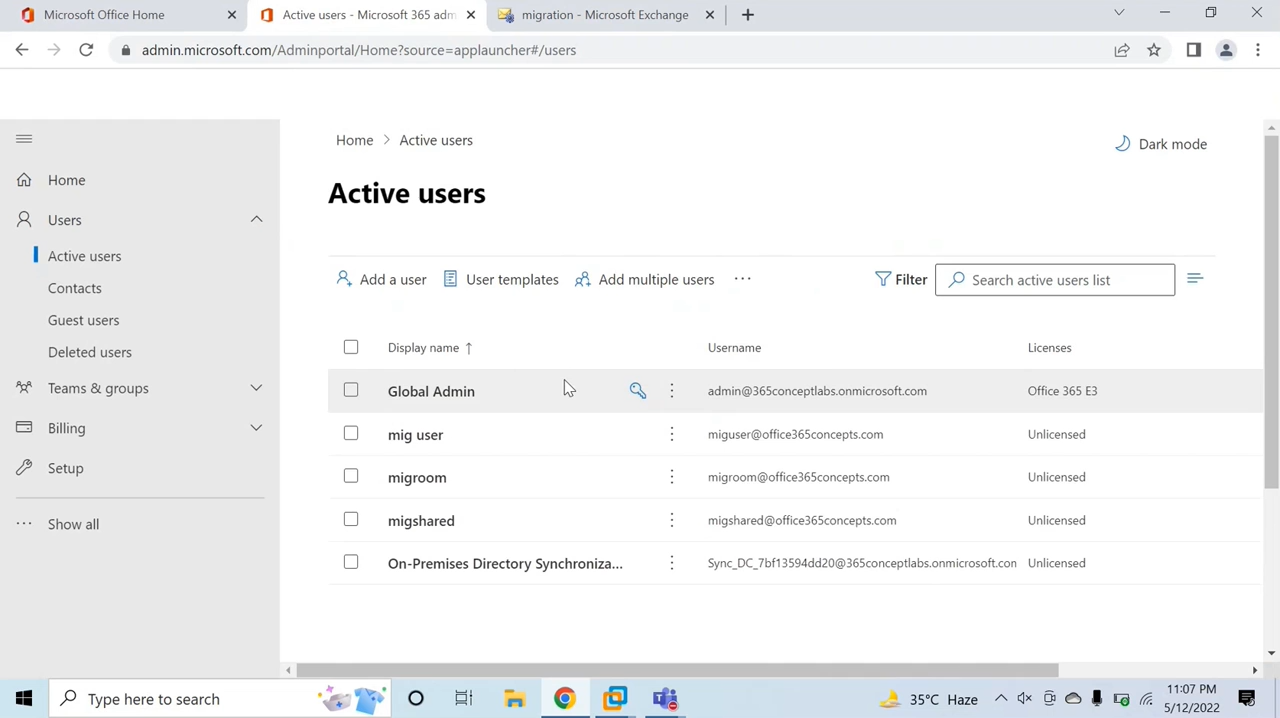 Microsoft Office Home
Active users - Microsoft 365 adm
migration - Microsoft Exchange
admin.microsoft.com/Adminportal/Home?source=applauncher#/users
Home > Active users
Dark mode
Home
Users
Active users
Contacts
Guest users
Deleted users
Teams & groups
Billing
Setup
Show all
Active users
Add a user
User templates
Add multiple users
Filter
Search active users list
Display name ↑ Username Licenses
Global Admin admin@365conceptlabs.onmicrosoft.com Office 365 E3
mig user miguser@office365concepts.com Unlicensed
migroom migroom@office365concepts.com Unlicensed
migshared migshared@office365concepts.com Unlicensed
On-Premises Directory Synchroniza... Sync_DC_7bf13594dd20@365conceptlabs.onmicrosoft.con Unlicensed
Type here to search
35°C Haze
11:07 PM
5/12/2022